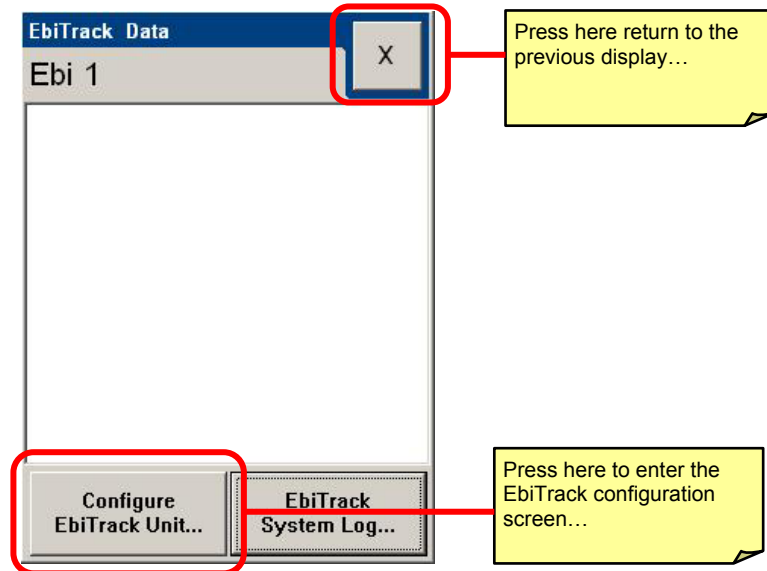 EbiTrack Data
Ebi 1
X
Press here return to the
previous display…
Configure
EbiTrack Unit...
EbiTrack
System Log...
Press here to enter the
EbiTrack configuration
screen…